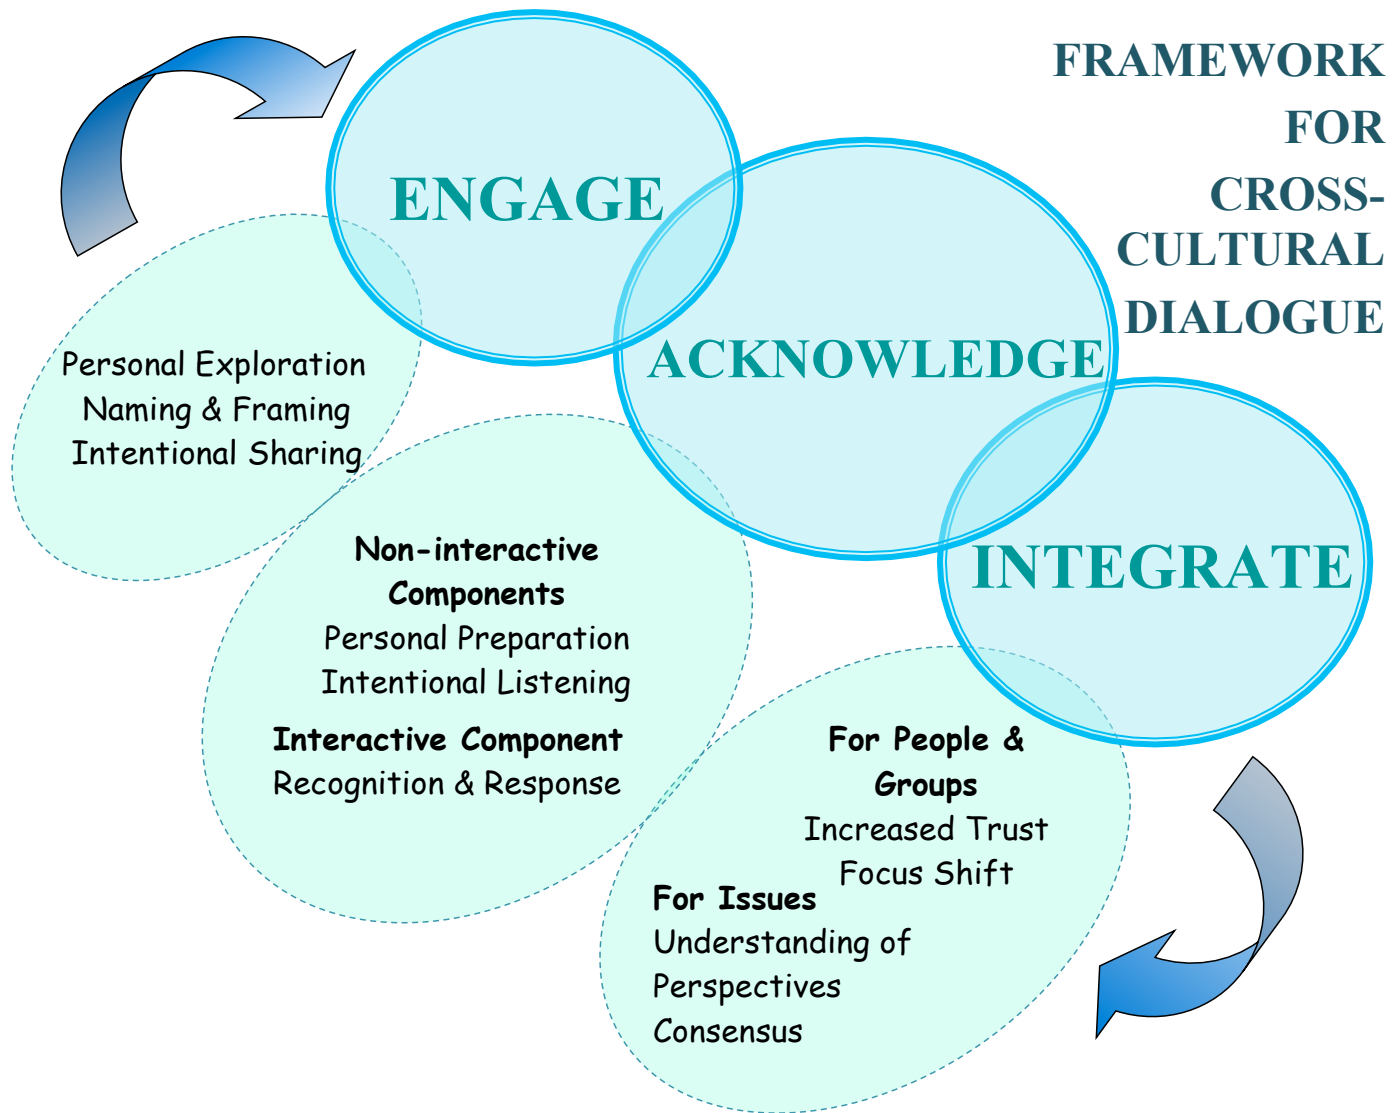 FRAMEWORK
FOR
CROSS-
CULTURAL
DIALOGUE
ENGAGE
ACKNOWLEDGE
INTEGRATE
Personal Exploration
Naming & Framing
Intentional Sharing
Non-interactive
Components
Personal Preparation
Intentional Listening
Interactive Component
Recognition & Response
For People &
Groups
Increased Trust
Focus Shift
For Issues
Understanding of
Perspectives
Consensus